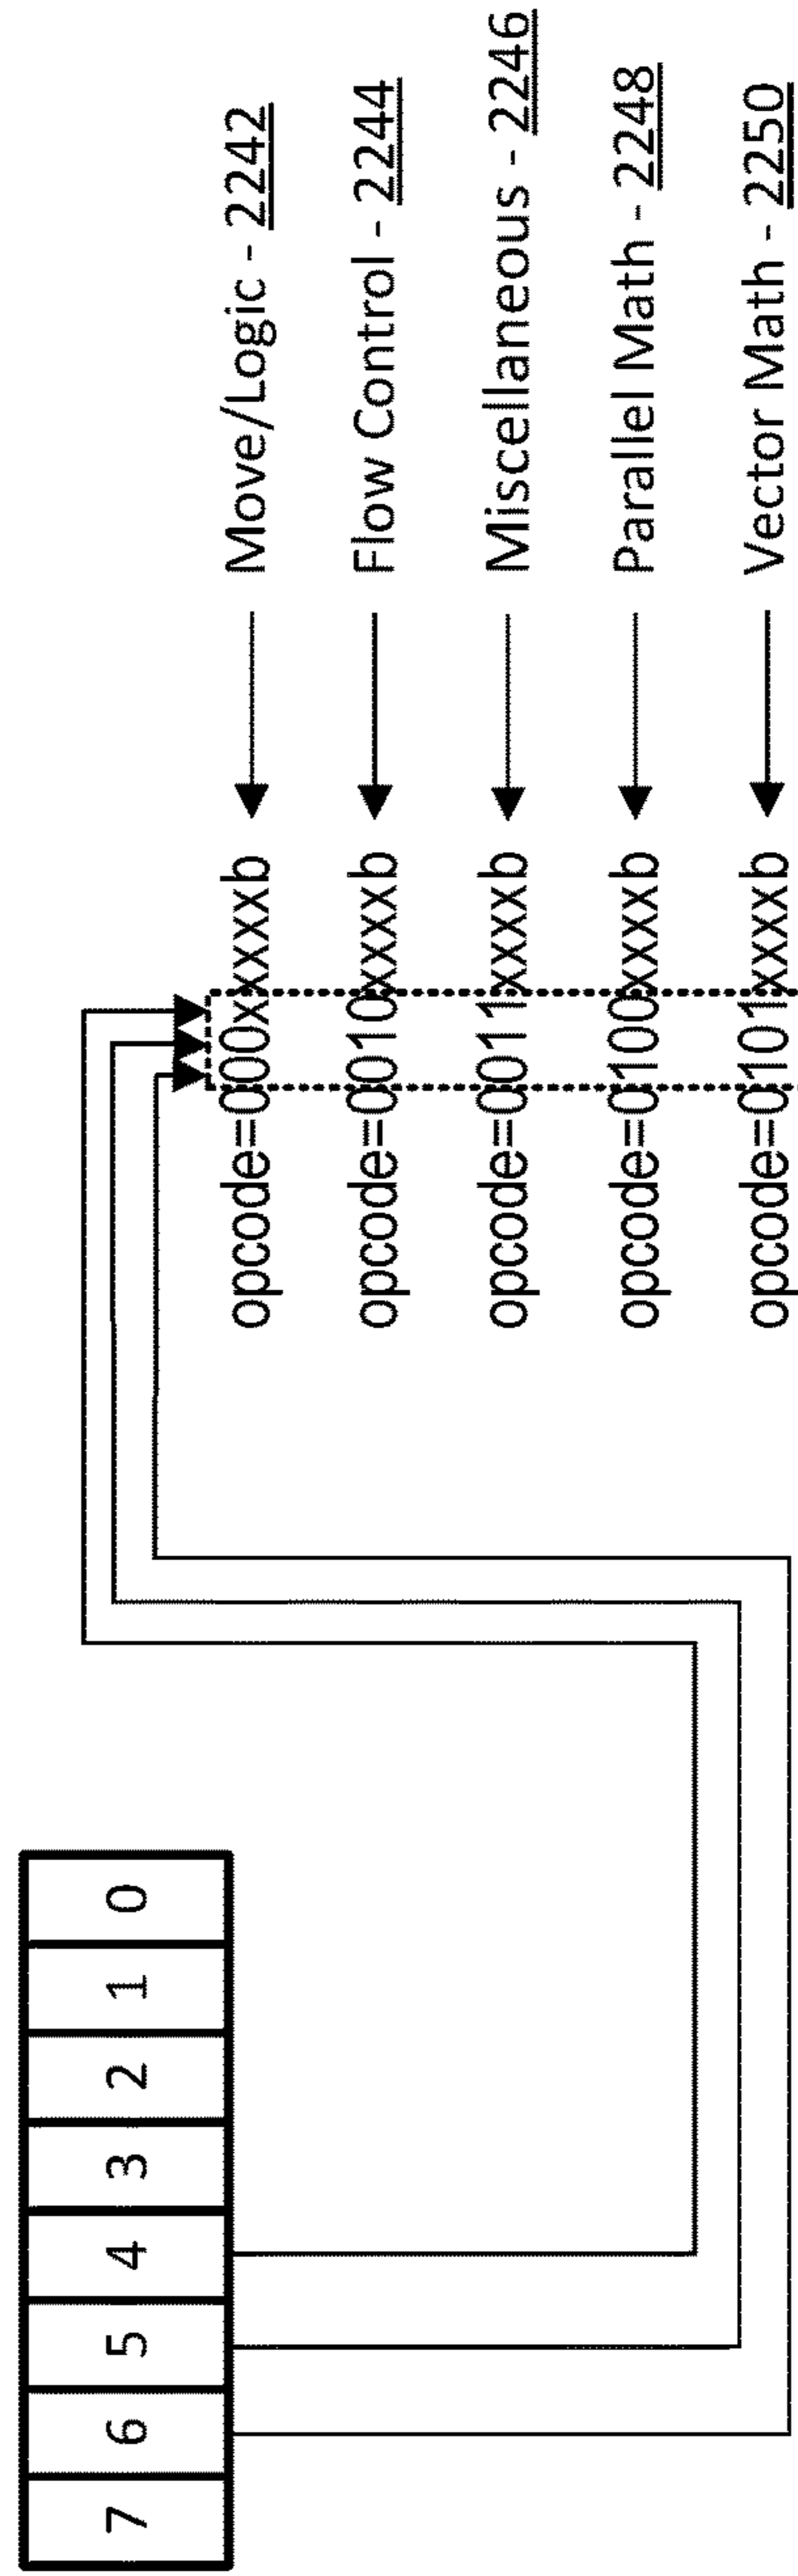 7 6 5 4 3 2 1 0
opcode=000xxxxxb Move/Logic - 2242
opcode=0010xxxxb Flow Control - 2244
opcode=0011xxxxb Miscellaneous - 2246
opcode=0100xxxxb Parallel Math - 2248
opcode=0101xxxxb Vector Math - 2250